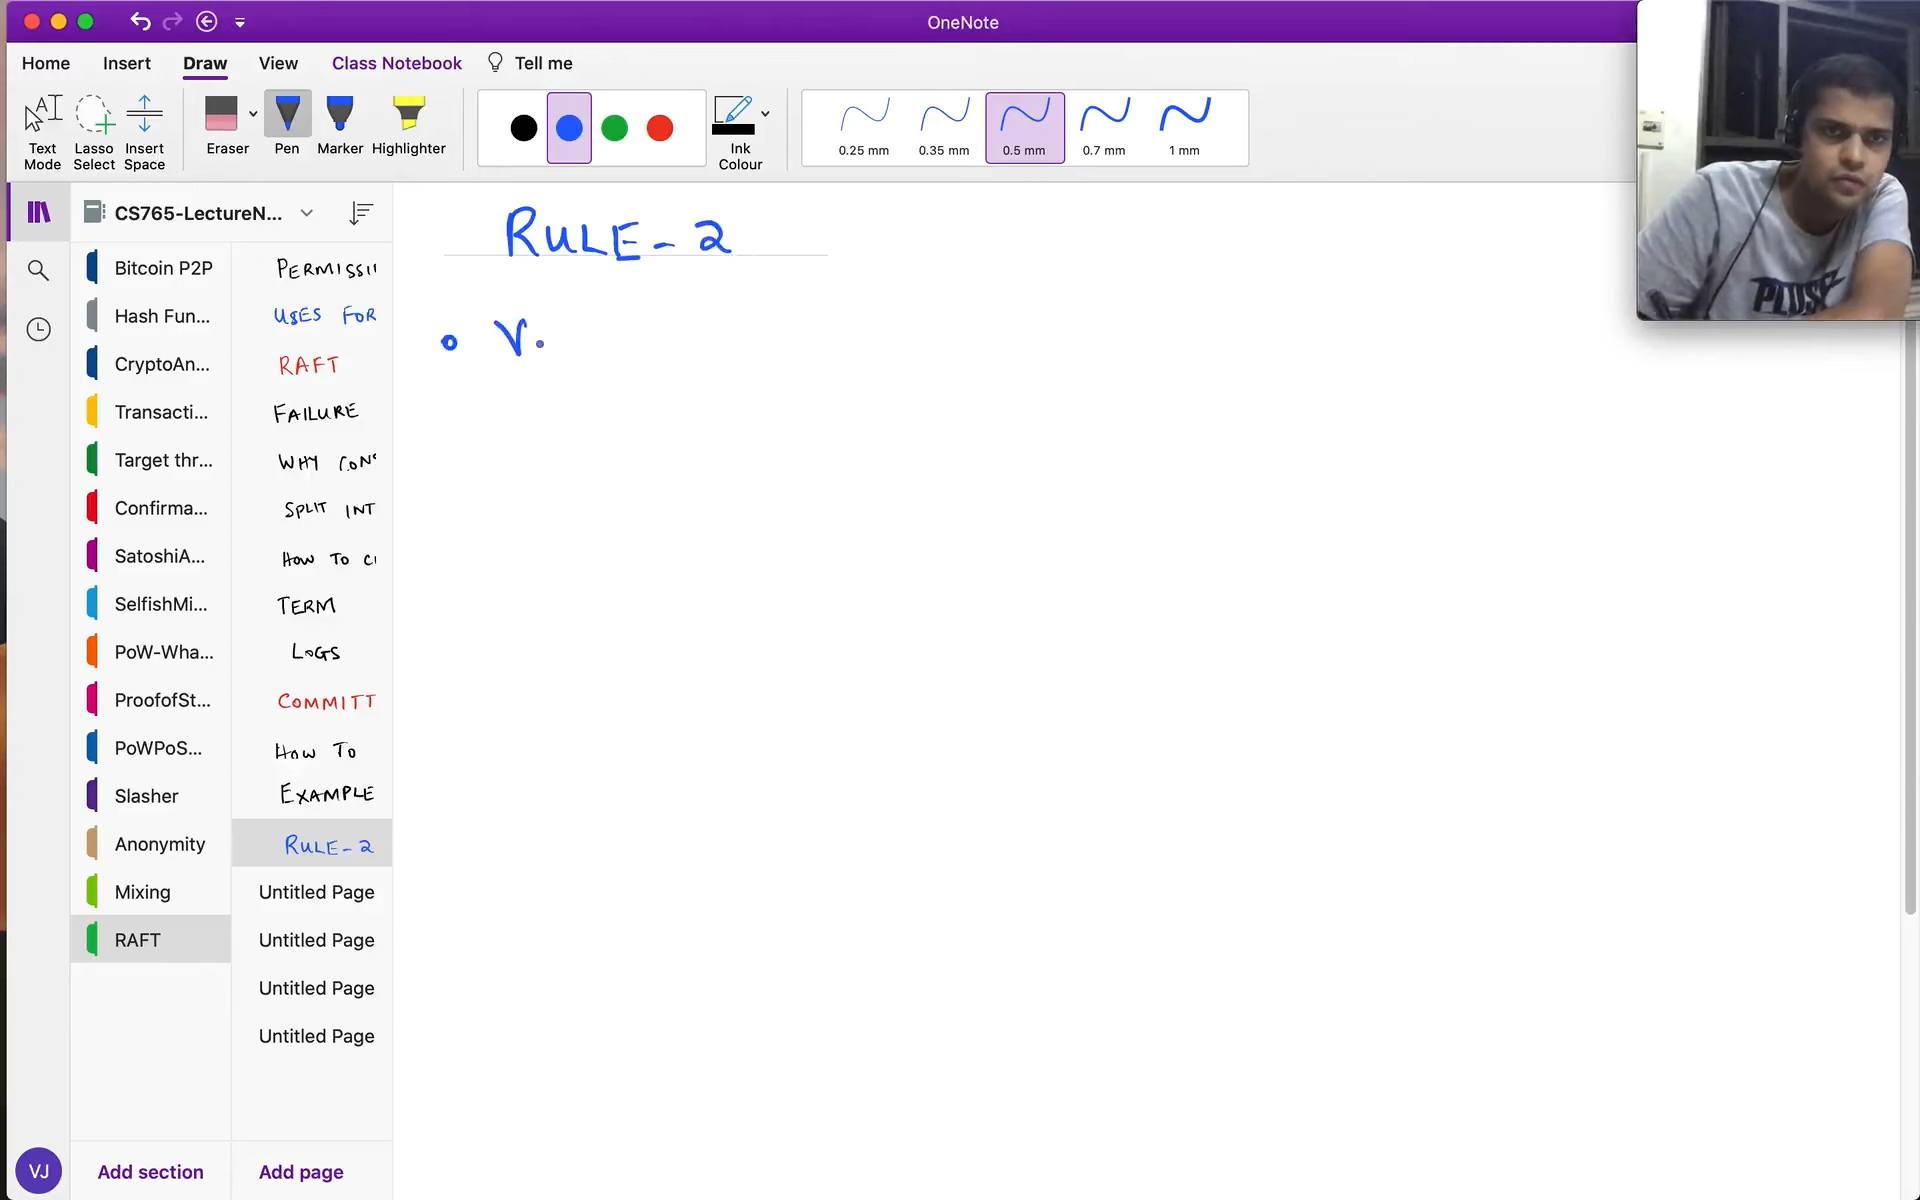 OneNote
Home Insert Draw View Class Notebook Tell me
Text Mode
Lasso Select
Insert Space
Eraser
Pen
Marker
Highlighter
Ink Colour
0.25 mm
0.35 mm
0.5 mm
0.7 mm
1 mm
CS765-LectureN...
Bitcoin P2P
Hash Fun...
CryptoAn...
Transacti...
Target thr...
Confirma...
SatoshiA...
SelfishMi...
PoW-Wha...
ProofofSt...
PoWPoS...
Slasher
Anonymity
Mixing
RAFT
Add section
PERMISSI
USES FOR
RAFT
FAILURE
WHY CONS
SPLIT INT
HOW TO C
TERM
LOGS
COMMITT
HOW TO
EXAMPLE
RULE-2
Untitled Page
Untitled Page
Untitled Page
Untitled Page
Add page
VJ
RULE-2
V